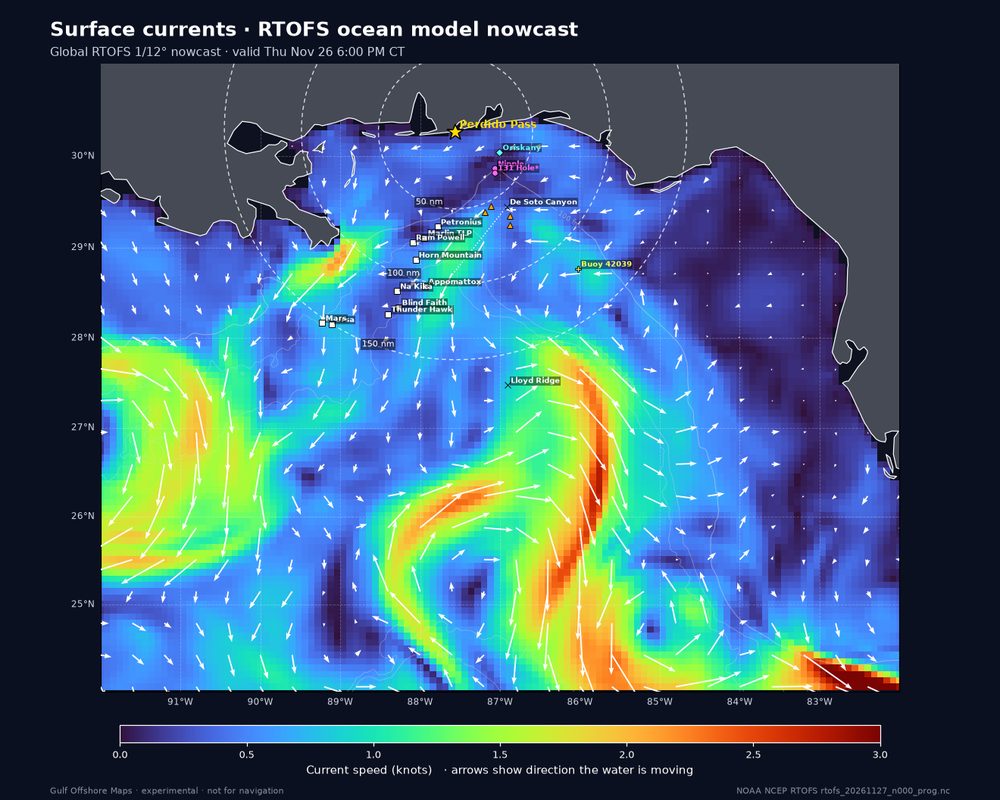 Surface currents · RTOFS ocean model nowcast
Global RTOFS 1/12° nowcast · valid Thu Nov 26 6:00 PM CT
Perdido Pass
Oriskany
131 Hole*
De Soto Canyon
50 nm
Petronius
Ram Powell
Horn Mountain
Buoy 42039
100 nm
Appomattox
Na Kika
Blind Faith
Thunder Hawk
Mars
150 nm
Lloyd Ridge
30°N
29°N
28°N
27°N
26°N
25°N
91°W 90°W 89°W 88°W 87°W 86°W 85°W 84°W 83°W
0.0 0.5 1.0 1.5 2.0 2.5 3.0
Current speed (knots) · arrows show direction the water is moving
Gulf Offshore Maps · experimental · not for navigation
NOAA NCEP RTOFS rtofs_20261127_n000_prog.nc